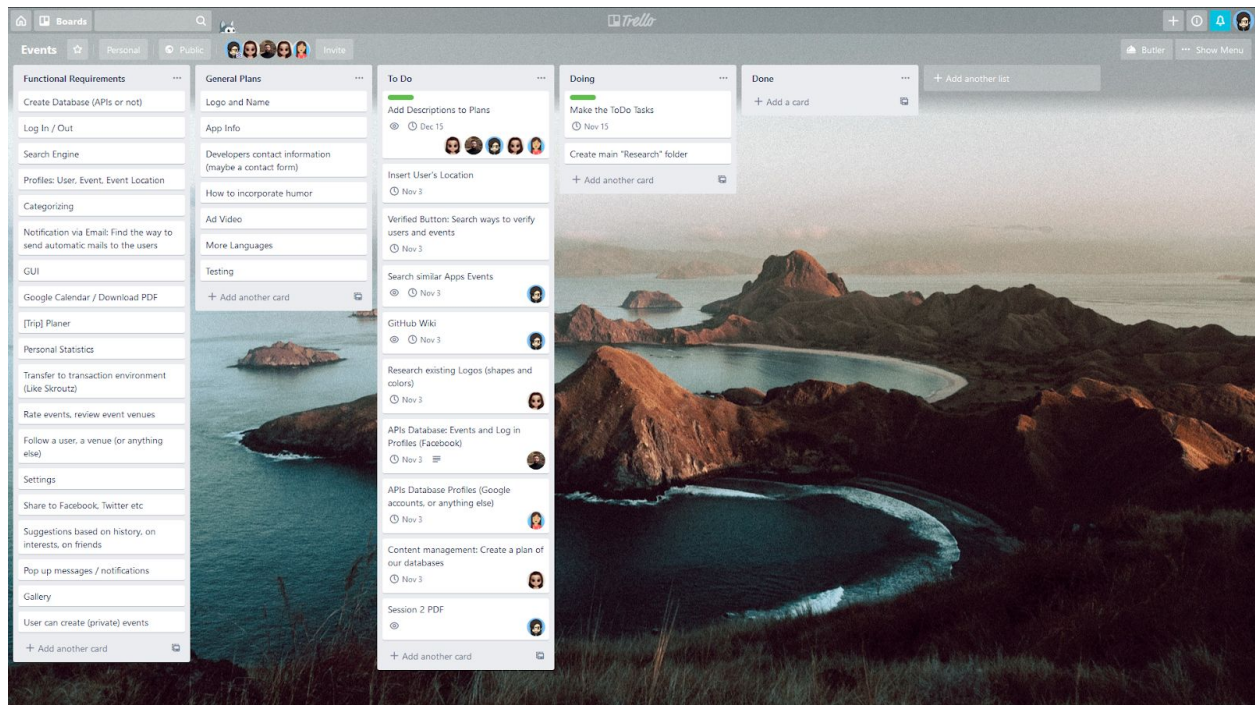 Boards
Trello
Events
Personal
Public
Invite
Butler
Show Menu
Functional Requirements
Create Database (APIs or not)
Log In / Out
Search Engine
Profiles: User, Event, Event Location
Categorizing
Notification via Email: Find the way to
send automatic mails to the users
GUI
Google Calendar / Download PDF
[Trip] Planer
Personal Statistics
Transfer to transaction environment
(Like Skroutz)
Rate events, review event venues
Follow a user, a venue (or anything
else)
Settings
Share to Facebook, Twitter etc
Suggestions based on history, on
interests, on friends
Pop up messages / notifications
Gallery
User can create (private) events
+ Add another card
General Plans
Logo and Name
App Info
Developers contact information
(maybe a contact form)
How to incorporate humor
Ad Video
More Languages
Testing
+ Add another card
To Do
Add Descriptions to Plans
Dec 15
Insert User's Location
Nov 3
Verified Button: Search ways to verify
users and events
Nov 3
Search similar Apps Events
Nov 3
GitHub Wiki
Nov 3
Research existing Logos (shapes and
colors)
Nov 3
APIs Database: Events and Log in
Profiles (Facebook)
Nov 3
APIs Database Profiles (Google
accounts, or anything else)
Nov 3
Content management: Create a plan of
our databases
Nov 3
Session 2 PDF
+ Add another card
Doing
Make the ToDo Tasks
Nov 15
Create main "Research" folder
+ Add another card
Done
+ Add a card
+ Add another list